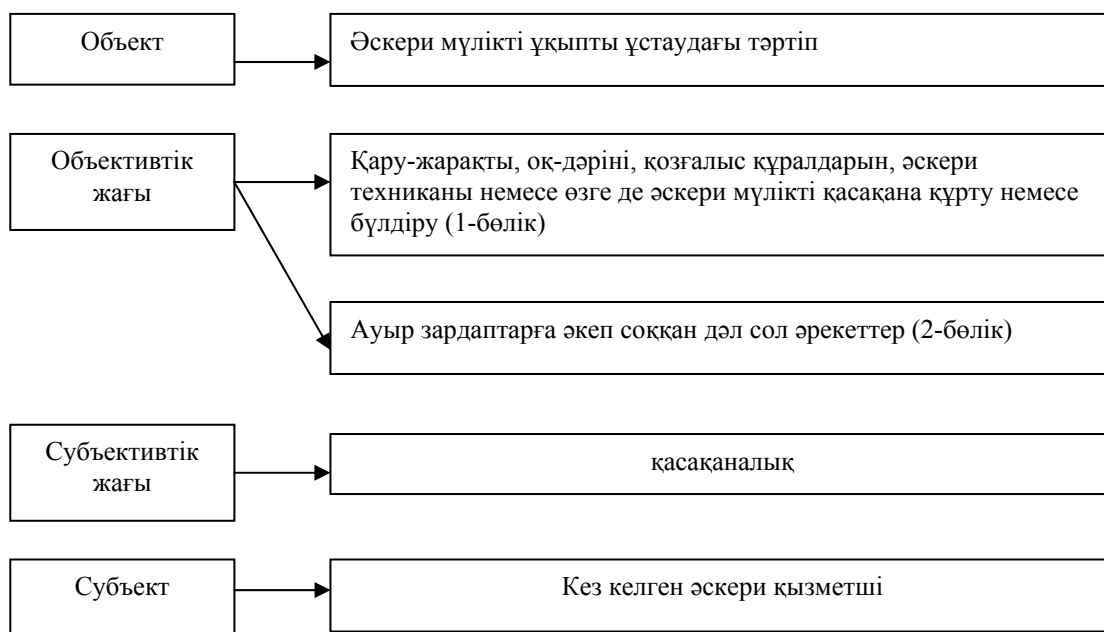 Объект
Әскери мүлікті ұқыпты ұстаудағы тәртіп
Объективтік
жағы
Қару-жарақты, оқ-дәріні, қозғалыс құралдарын, әскери
техниканы немесе өзге де әскери мүлікті қасақана құрту немесе
бүлдіру (1-бөлік)
Ауыр зардаптарға әкеп соққан дәл сол әрекеттер (2-бөлік)
Субъективтік
жағы
қасақаналық
Субъект
Кез келген әскери қызметші